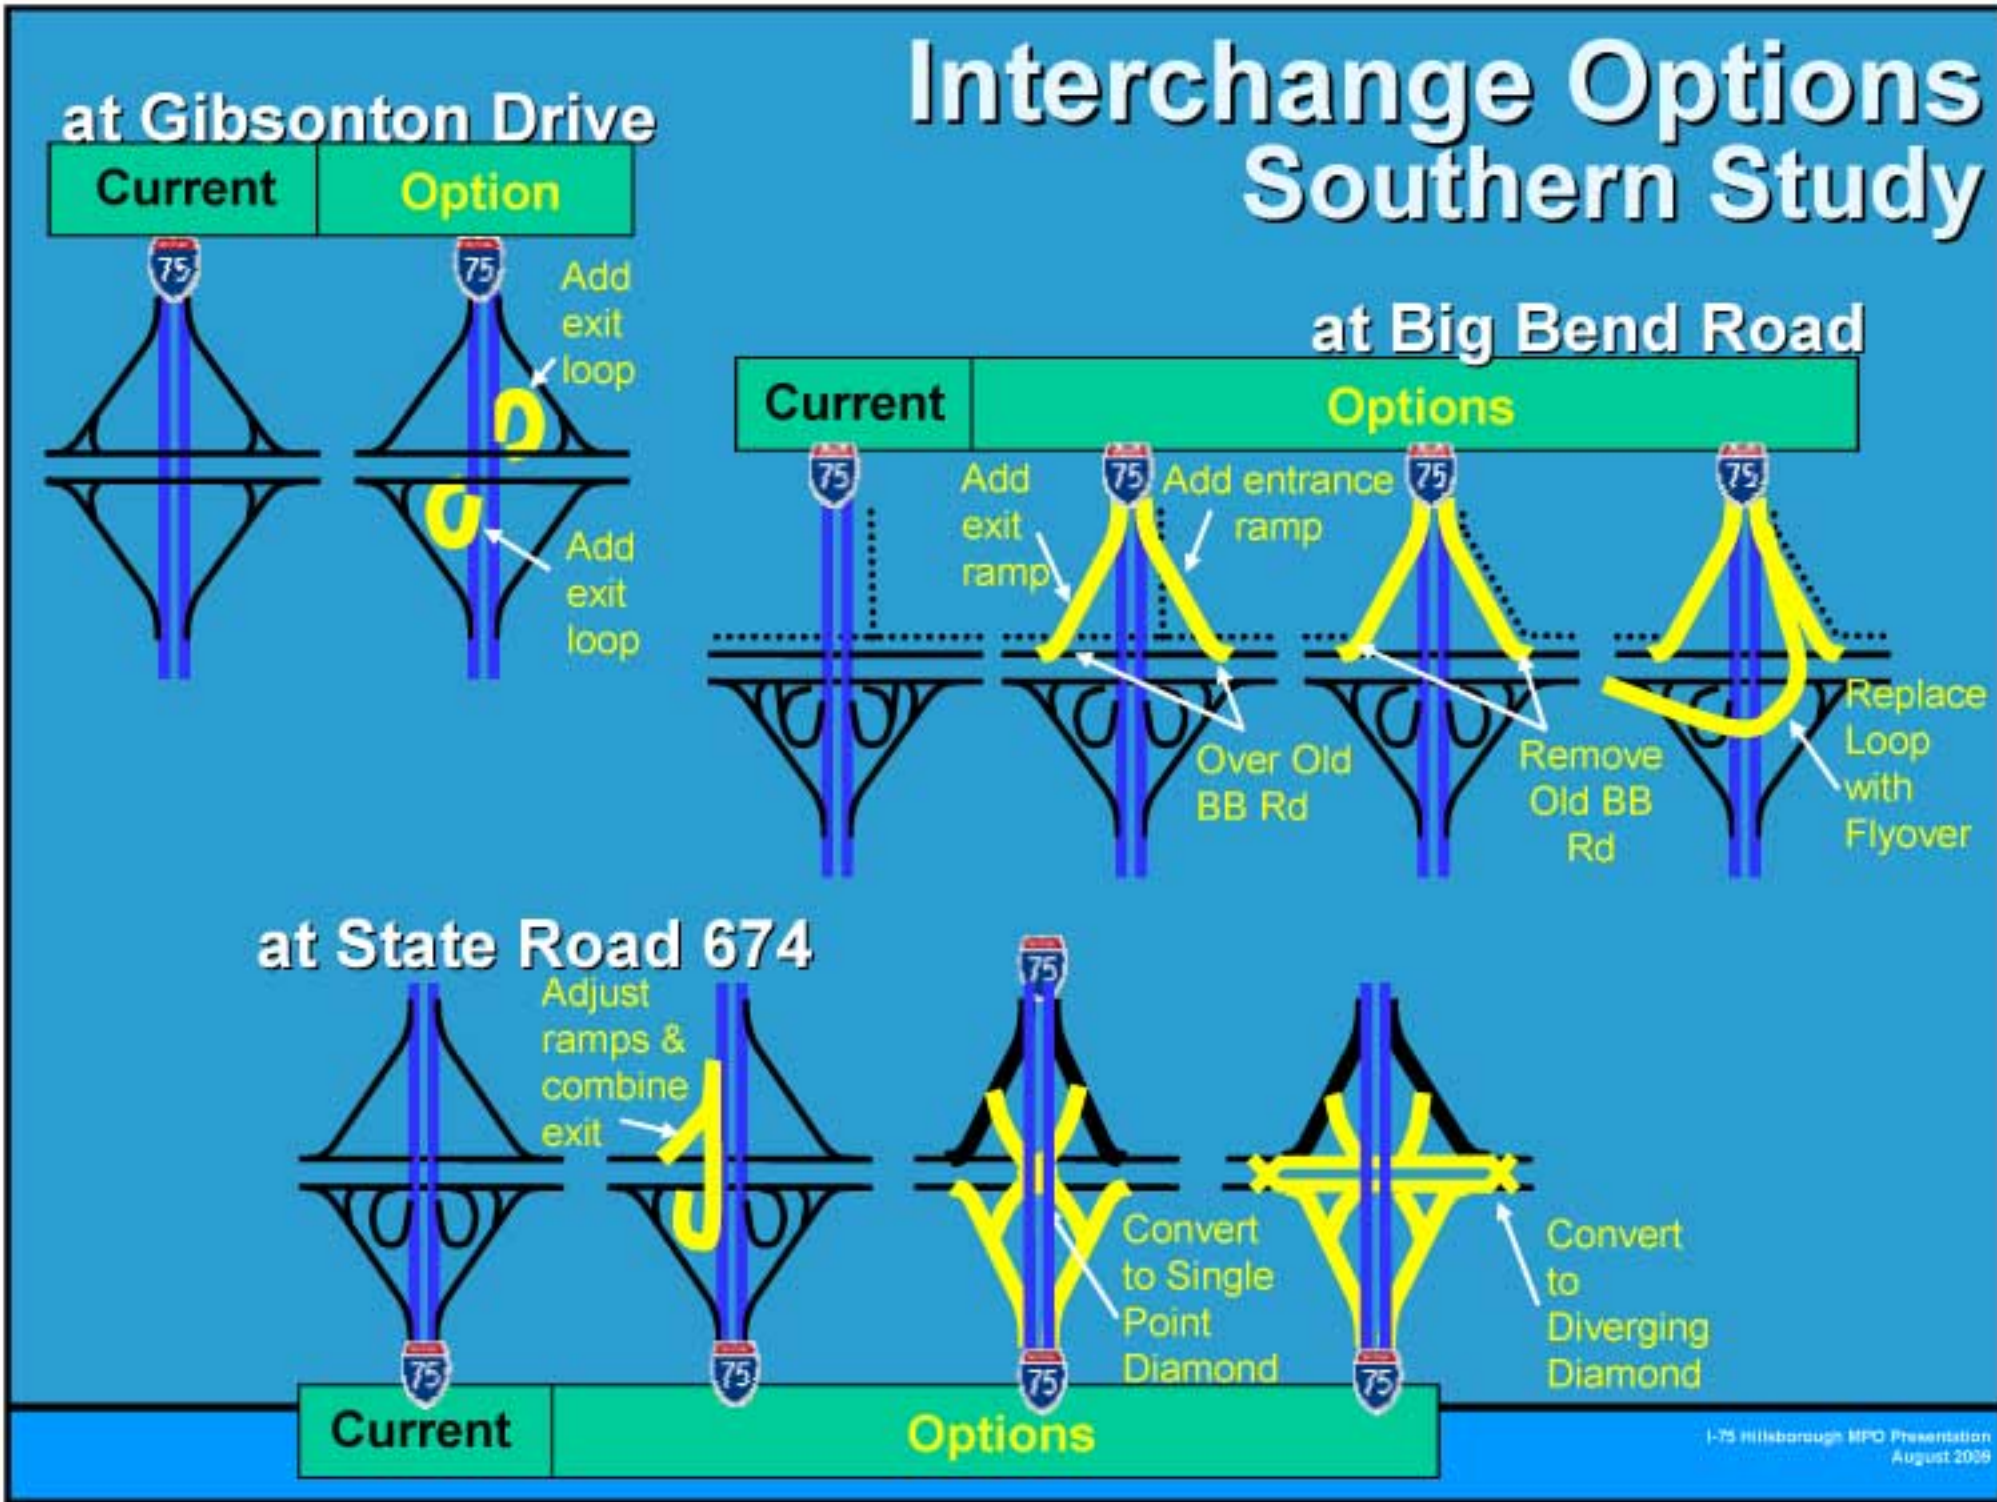 Interchange Options
Southern Study
at Gibsonton Drive
Current
Option
75
75
Add
exit
loop
Add
exit
loop
at Big Bend Road
Current
Options
75
75
75
75
Add
exit
ramp
Add entrance
ramp
Over Old
BB Rd
Remove
Old BB
Rd
Replace
Loop
with
Flyover
at State Road 674
75
Adjust
ramps &
combine
exit
Convert
to Single
Point
Diamond
Convert
to
Diverging
Diamond
75
75
75
75
Current
Options
I-75 Hillsborough MPO Presentation
August 2009